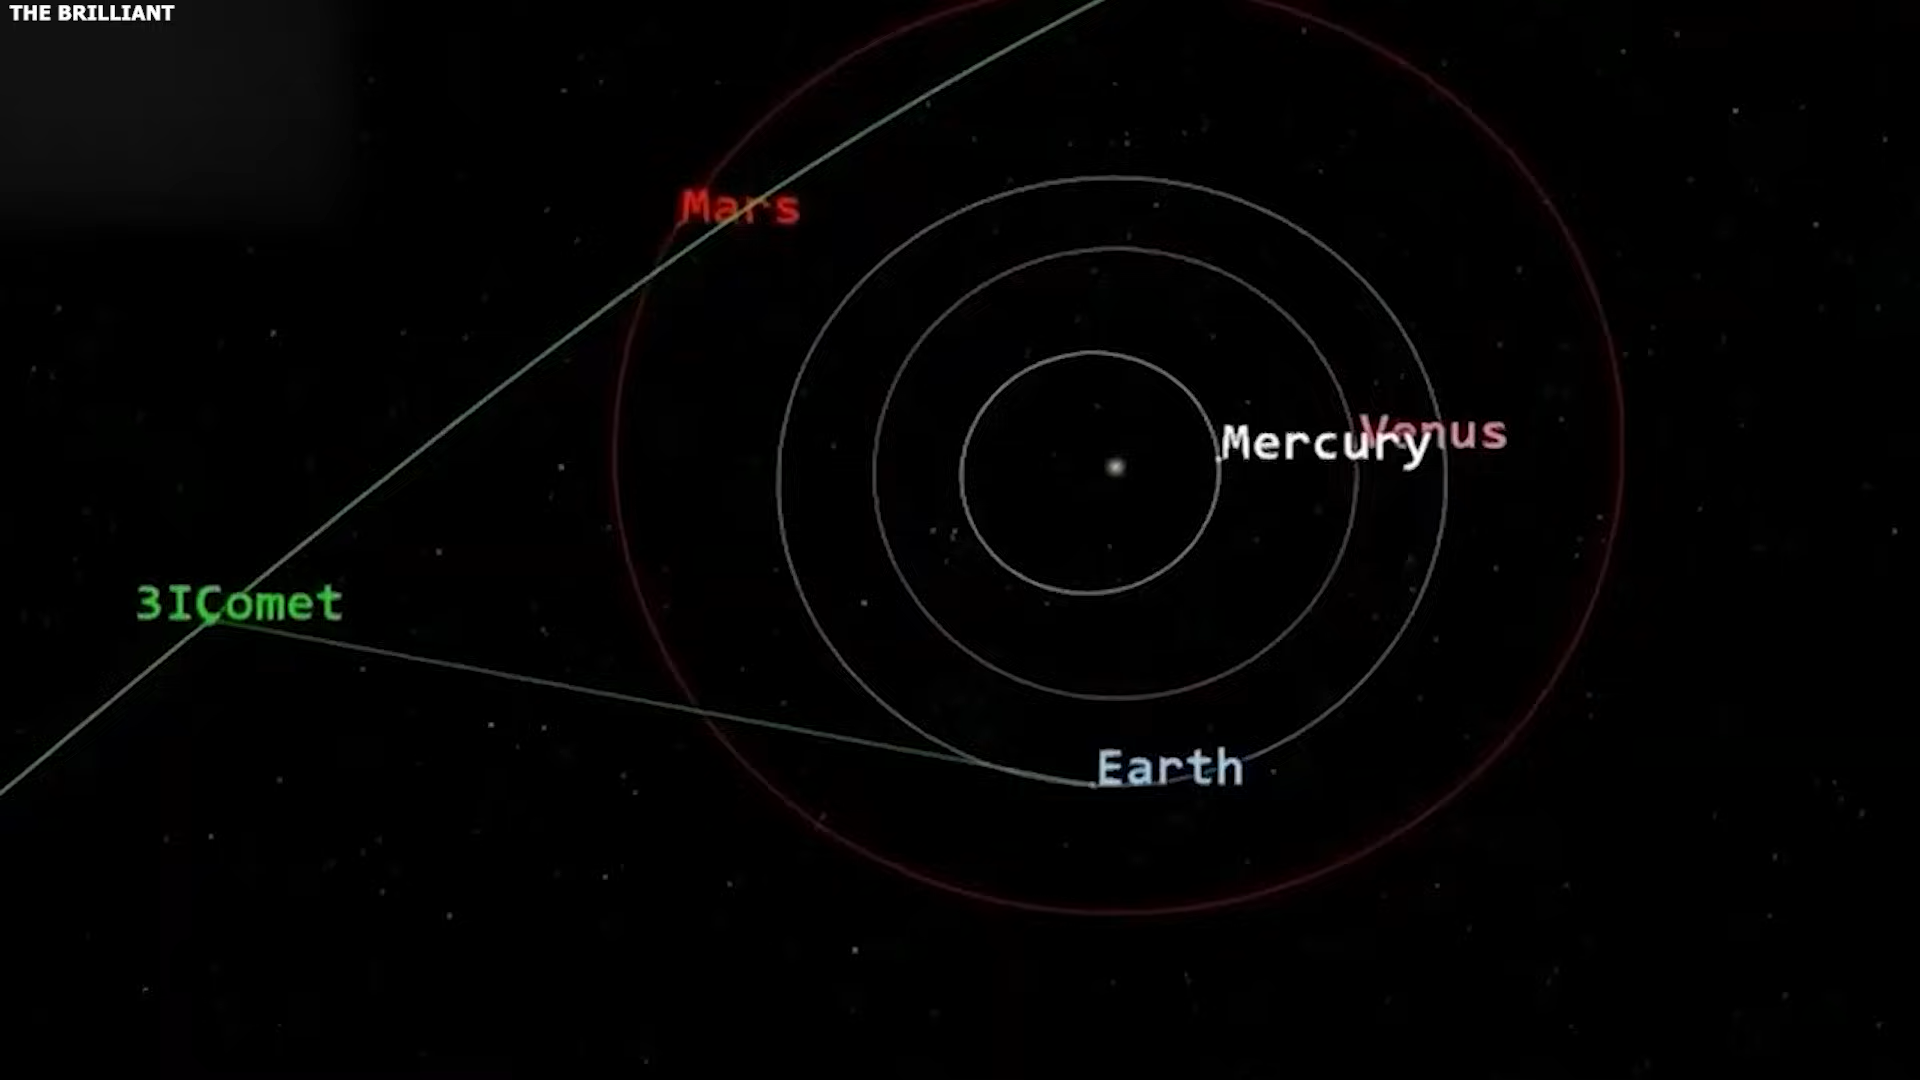 THE BRILLIANT
Mars
Mercury
Venus
3IComet
Earth